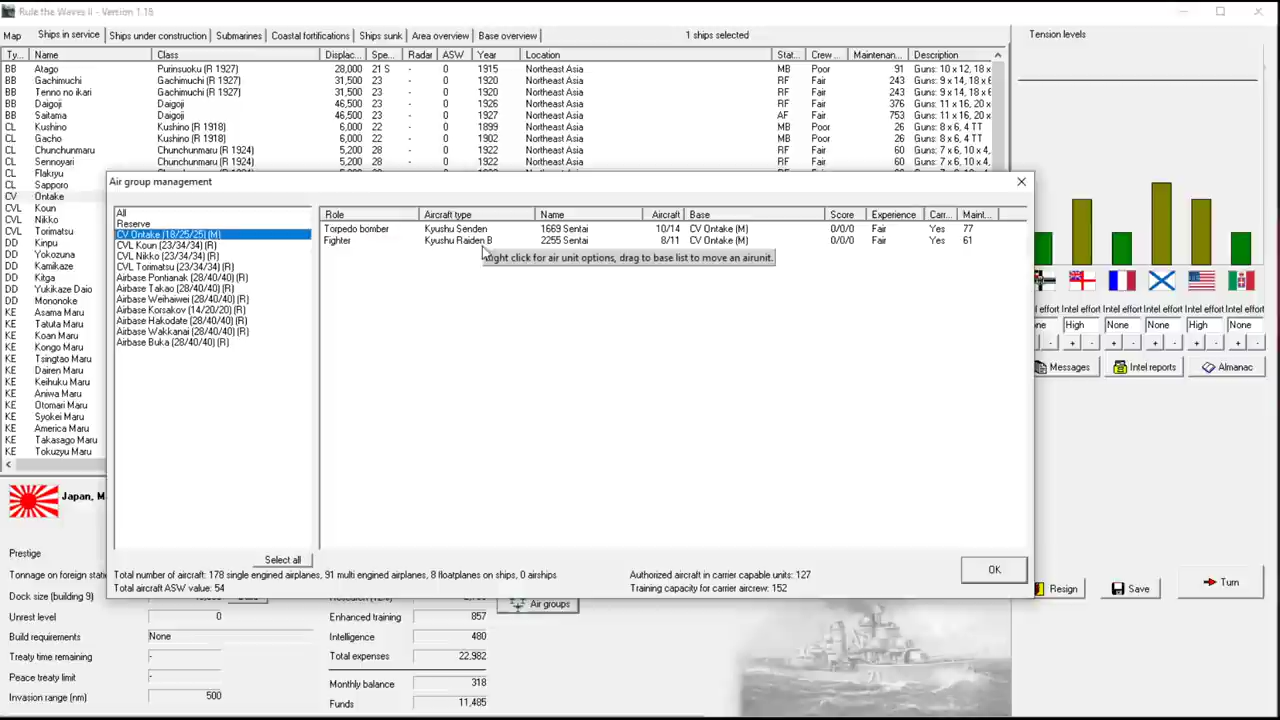 Rule the Waves II - Version 1.15
Map Ships in service Ships under construction Submarines Coastal fortifications Ships sunk Area overview Base overview 1 ships selected Tension levels
Ty... Name Class Displac... Spe... Radar ASW Year Location Stat... Crew ... Maintenan... Description
BB Atago Purinsuoku (R 1927) 28,000 21 S - 0 1915 Northeast Asia MB Poor 91 Guns: 10 x 12, 18 x
BB Gachimuchi Gachimuchi (R 1927) 31,500 23 - 0 1920 Northeast Asia RF Fair 243 Guns: 9 x 14, 18 x 6
BB Tenno no ikari Gachimuchi (R 1927) 31,500 23 - 0 1920 Northeast Asia RF Fair 243 Guns: 9 x 14, 18 x 6
BB Daigoji Daigoji 46,500 23 - 0 1926 Northeast Asia RF Fair 376 Guns: 11 x 16, 20 x
BB Saitama Daigoji 46,500 23 - 0 1927 Northeast Asia AF Fair 753 Guns: 11 x 16, 20 x
CL Kushino Kushino (R 1918) 6,000 22 - 0 1899 Northeast Asia MB Poor 26 Guns: 8 x 6, 4 TT
CL Gacho Kushino (R 1918) 6,000 22 - 0 1902 Northeast Asia MB Poor 26 Guns: 8 x 6, 4 TT
CL Chunchunmaru Chunchunmaru (R 1924) 5,200 28 - 0 1922 Northeast Asia RF Fair 60 Guns: 7 x 6, 10 x 4,
CL Sennoyari Chunchunmaru (R 1924) 5,200 28 - 0 1922 Northeast Asia RF Fair 60 Guns: 7 x 6, 10 x 4,
CL Flakiyu
CL Sapporo
CV Ontake
CVL Koun
CVL Nikko
CVL Torimatsu
DD Kinpu
DD Yokozuna
DD Kamikaze
DD Kitga
DD Yukikaze Daio
DD Mononoke
KE Asama Maru
KE Tatuta Maru
KE Koan Maru
KE Kongo Maru
KE Tsingtao Maru
KE Dairen Maru
KE Keihuku Maru
KE Aniwa Maru
KE Otomari Maru
KE Syokei Maru
KE America Maru
KE Takasago Maru
KE Tokuzyu Maru
Air group management
All
Reserve
CV Ontake (18/25/25) (M)
CVL Koun (23/34/34) (R)
CVL Nikko (23/34/34) (R)
CVL Torimatsu (23/34/34) (R)
Airbase Pontianak (28/40/40) (R)
Airbase Takao (28/40/40) (R)
Airbase Weihaiwei (28/40/40) (R)
Airbase Korsakov (14/20/20) (R)
Airbase Hakodate (28/40/40) (R)
Airbase Wakkanai (28/40/40) (R)
Airbase Buka (28/40/40) (R)
Role Aircraft type Name Aircraft Base Score Experience Carr... Maint...
Torpedo bomber Kyushu Senden 1669 Sentai 10/14 CV Ontake (M) 0/0/0 Fair Yes 77
Fighter Kyushu Raiden B 2255 Sentai 8/11 CV Ontake (M) 0/0/0 Fair Yes 61
ight click for air unit options, drag to base list to move an airunit.
Select all
OK
Total number of aircraft: 178 single engined airplanes, 91 multi engined airplanes, 8 floatplanes on ships, 0 airships
Total aircraft ASW value: 54
Authorized aircraft in carrier capable units: 127
Training capacity for carrier aircrew: 152
el effort Intel effort Intel effort Intel effort Intel effort Intel effort
ne High None None High None
+ - + - + - + - + -
Messages Intel reports Almanac
Resign Save Turn
Japan, M
Prestige
Tonnage on foreign stati
Dock size (building 9)
Unrest level 0
Build requirements None
Treaty time remaining -
Peace treaty limit -
Invasion range (nm) 500
Air groups
Enhanced training 857
Intelligence 480
Total expenses 22,982
Monthly balance 318
Funds 11,485